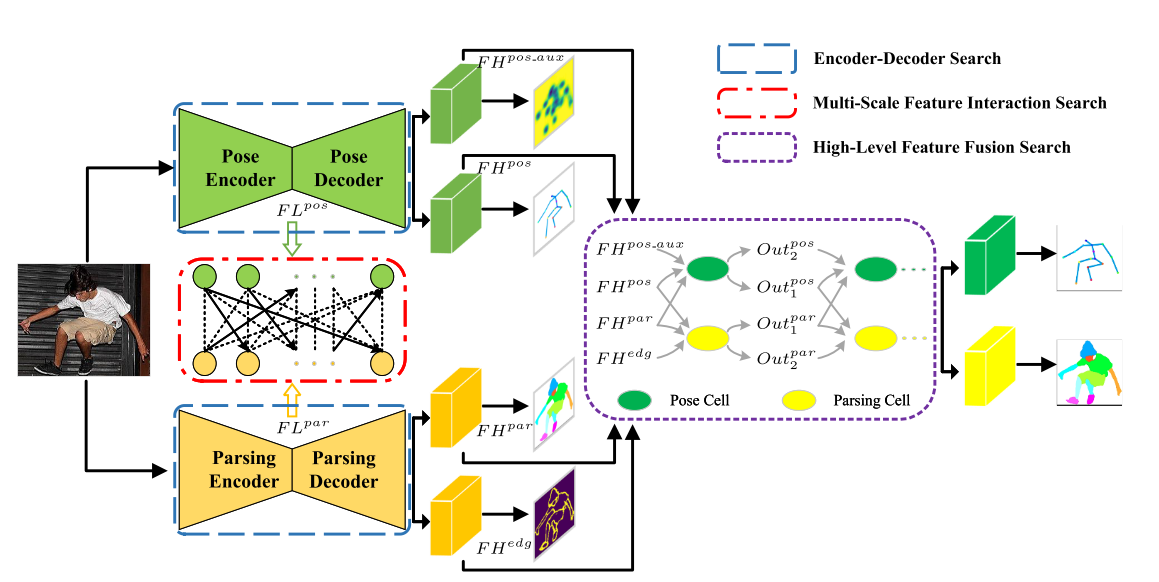 FH^{pos\_aux}
Encoder-Decoder Search
Multi-Scale Feature Interaction Search
High-Level Feature Fusion Search
Pose Encoder
Pose Decoder
FH^{pos}
FL^{pos}
FH^{pos\_aux}
FH^{pos}
FH^{par}
FH^{edg}
Out_2^{pos}
Out_1^{pos}
Out_1^{par}
Out_2^{par}
Pose Cell
Parsing Cell
FL^{par}
FH^{par}
Parsing Encoder
Parsing Decoder
FH^{edg}